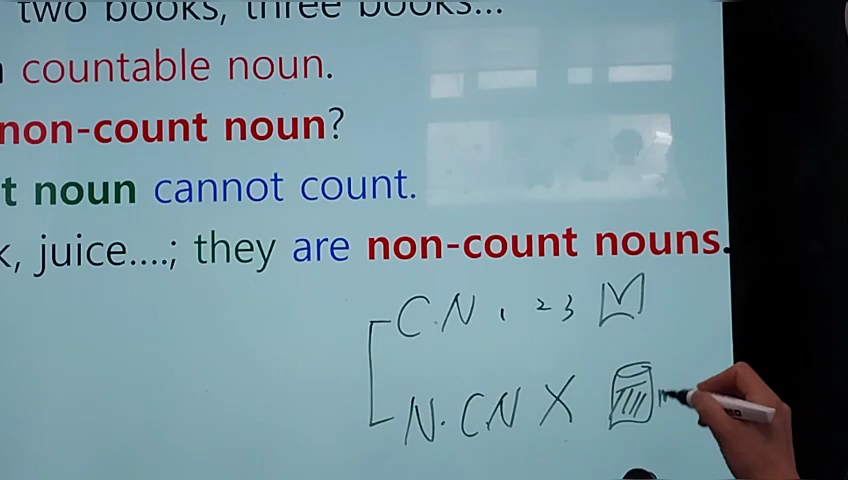 two books, three books...
countable noun.
non-count noun?
t noun cannot count.
, juice....; they are non-count nouns.
C.N 1 2 3
N.CN X